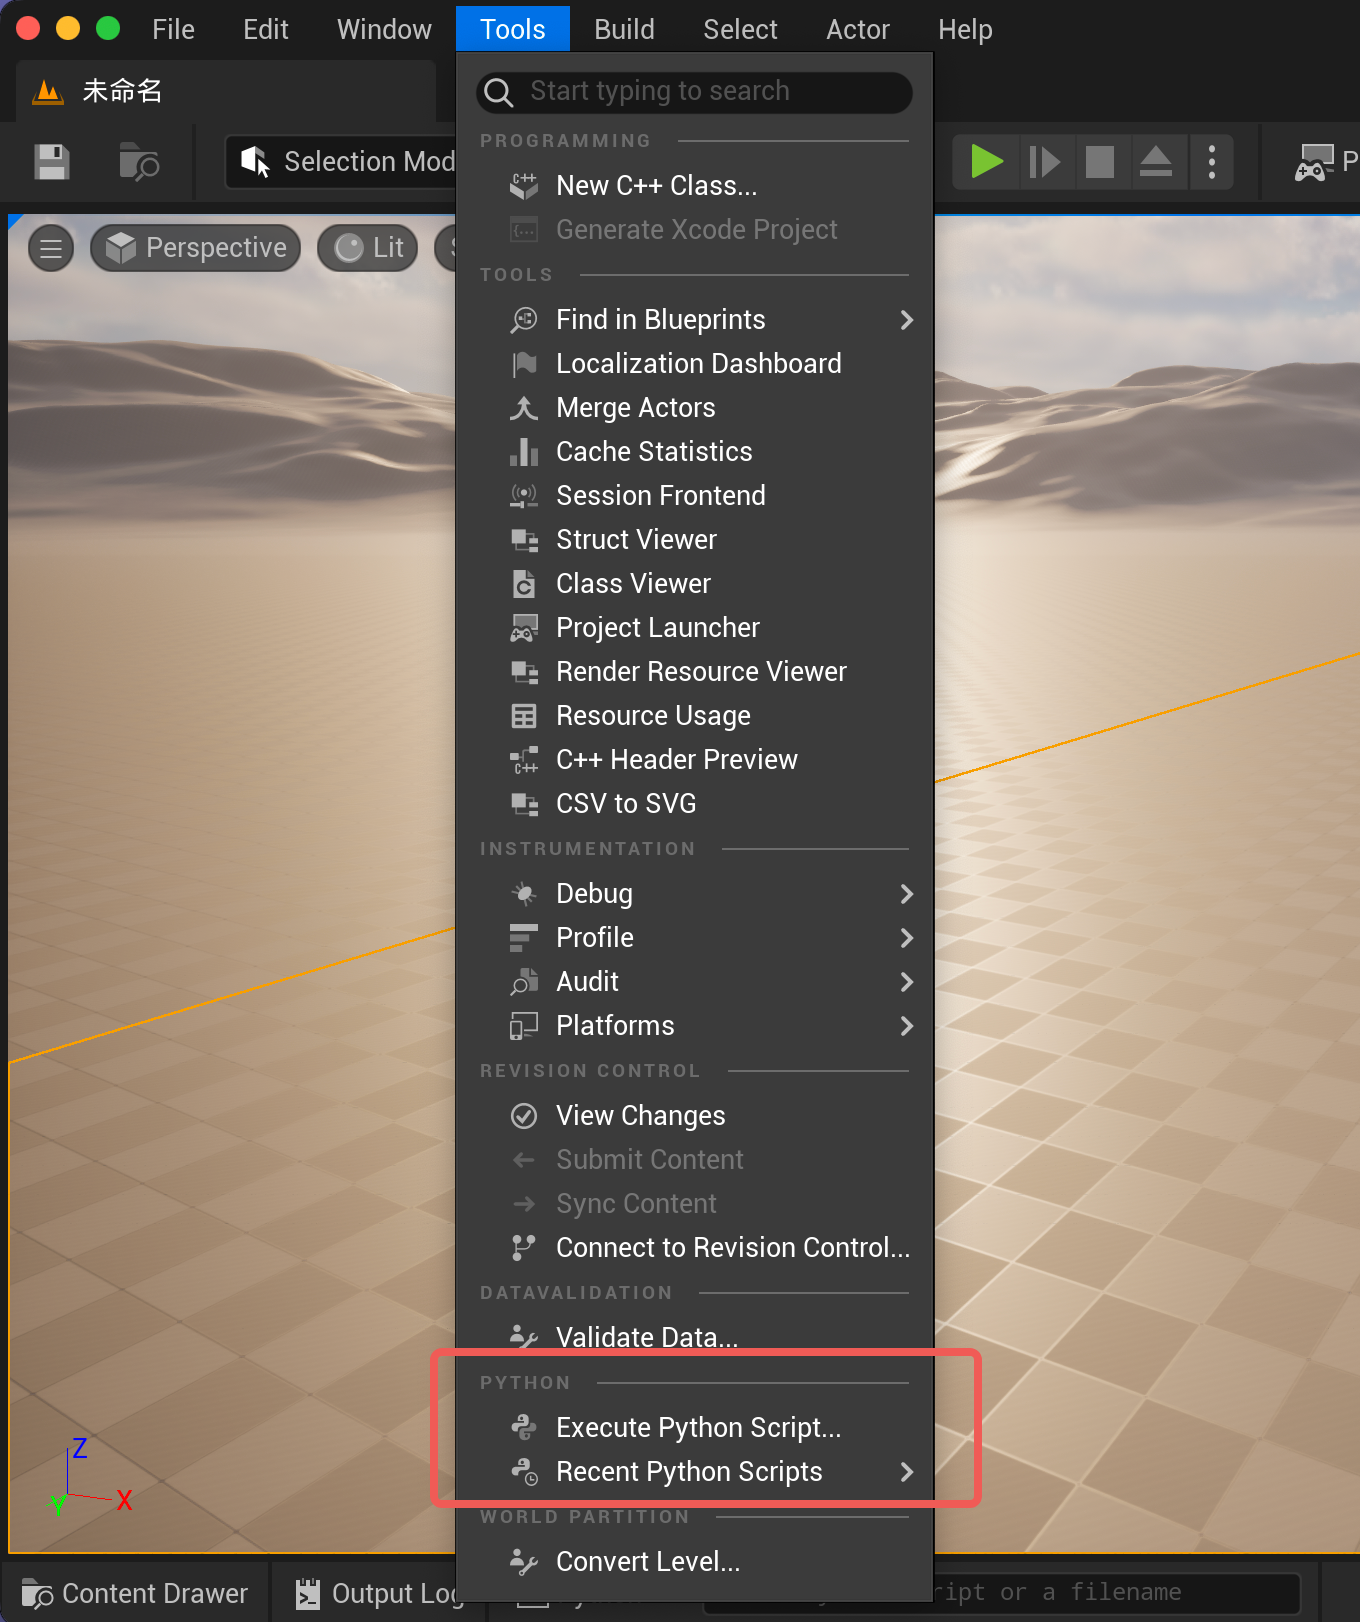 File Edit Window Tools Build Select Actor Help
未命名
Start typing to search
Selection Mod
P
PROGRAMMING
New C++ Class...
Generate Xcode Project
Perspective
Lit
TOOLS
Find in Blueprints
Localization Dashboard
Merge Actors
Cache Statistics
Session Frontend
Struct Viewer
Class Viewer
Project Launcher
Render Resource Viewer
Resource Usage
C++ Header Preview
CSV to SVG
INSTRUMENTATION
Debug
Profile
Audit
Platforms
REVISION CONTROL
View Changes
Submit Content
Sync Content
Connect to Revision Control...
DATAVALIDATION
Validate Data...
PYTHON
Execute Python Script...
Recent Python Scripts
WORLD PARTITION
Convert Level...
Z
X
Y
Content Drawer
Output Log
ript or a filename